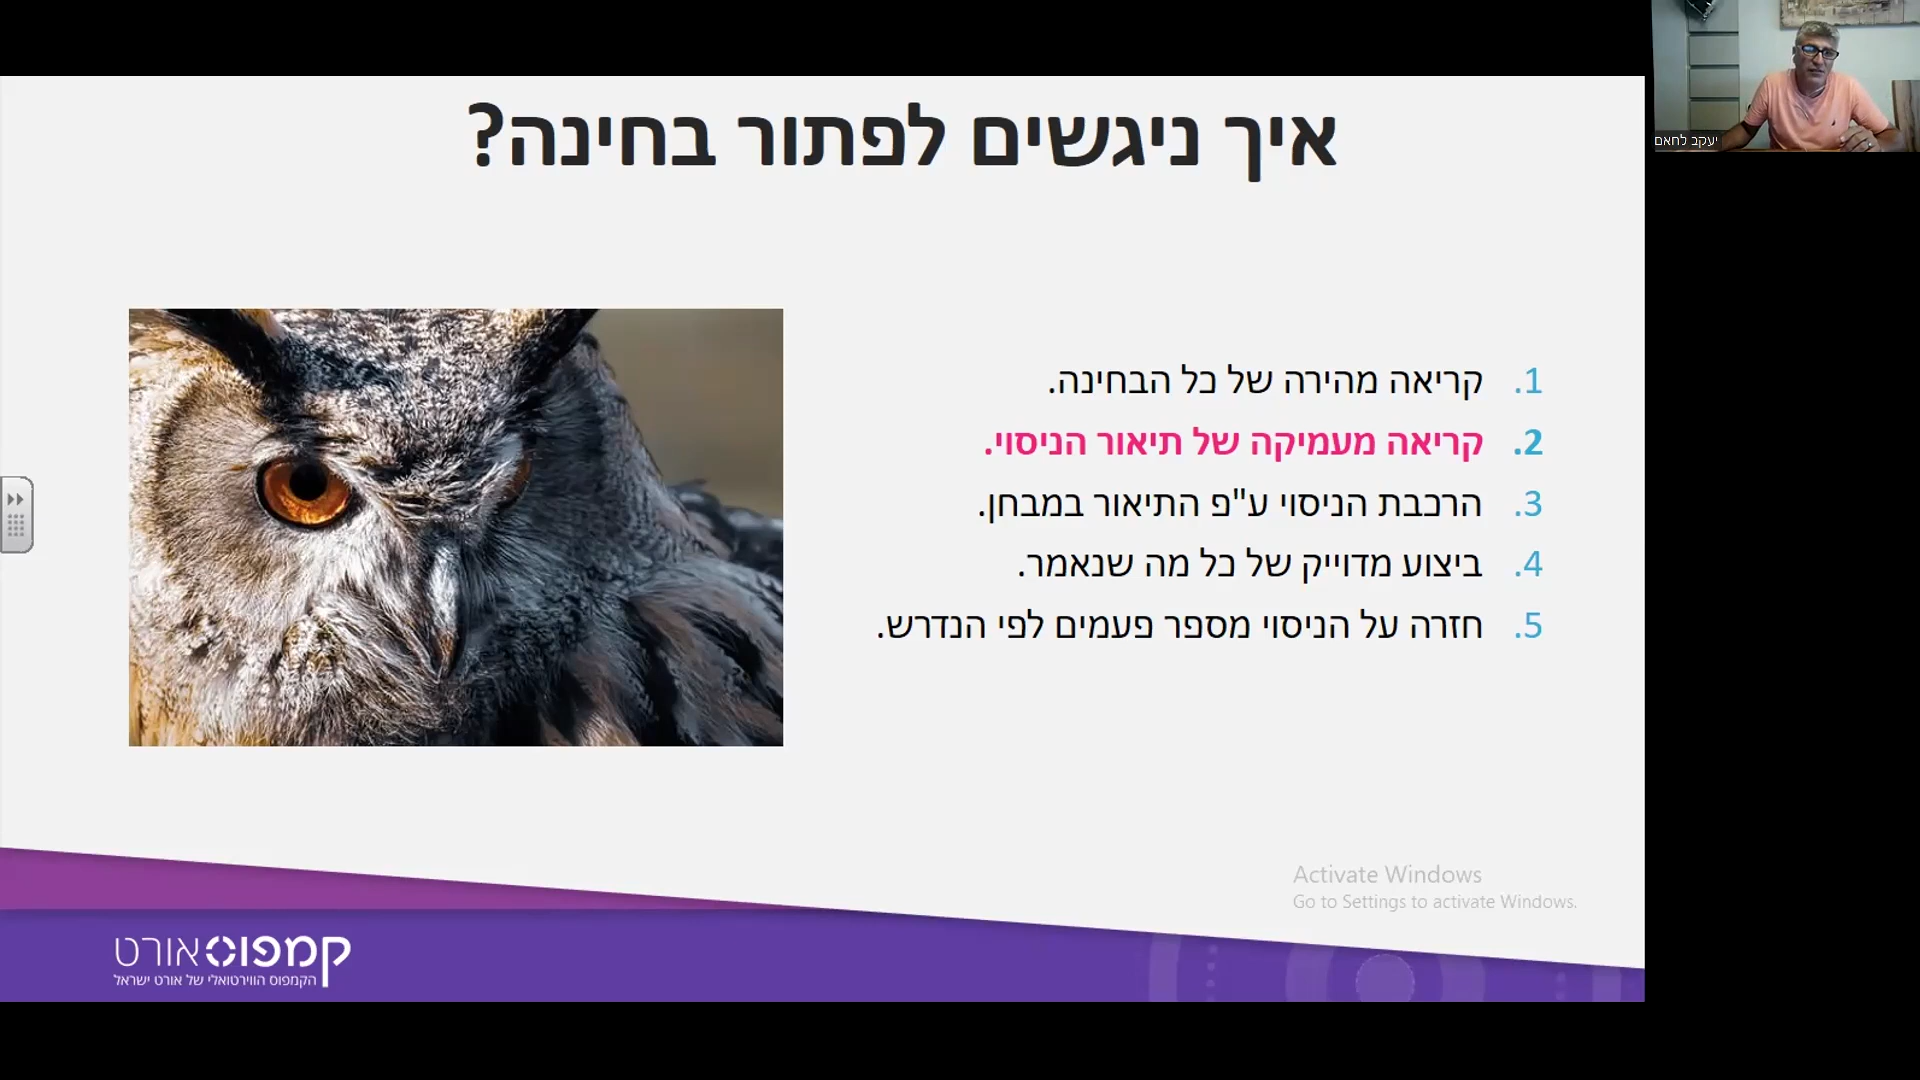 איך ניגשים לפתור בחינה?
1. קריאה מהירה של כל הבחינה.
2. קריאה מעמיקה של תיאור הניסוי.
3. הרכבת הניסוי ע"פ התיאור במבחן.
4. ביצוע מדוייק של כל מה שנאמר.
5. חזרה על הניסוי מספר פעמים לפי הנדרש.
יעקב לחאם
Activate Windows
Go to Settings to activate Windows.
קמפוס אורט
הקמפוס הווירטואלי של אורט ישראל